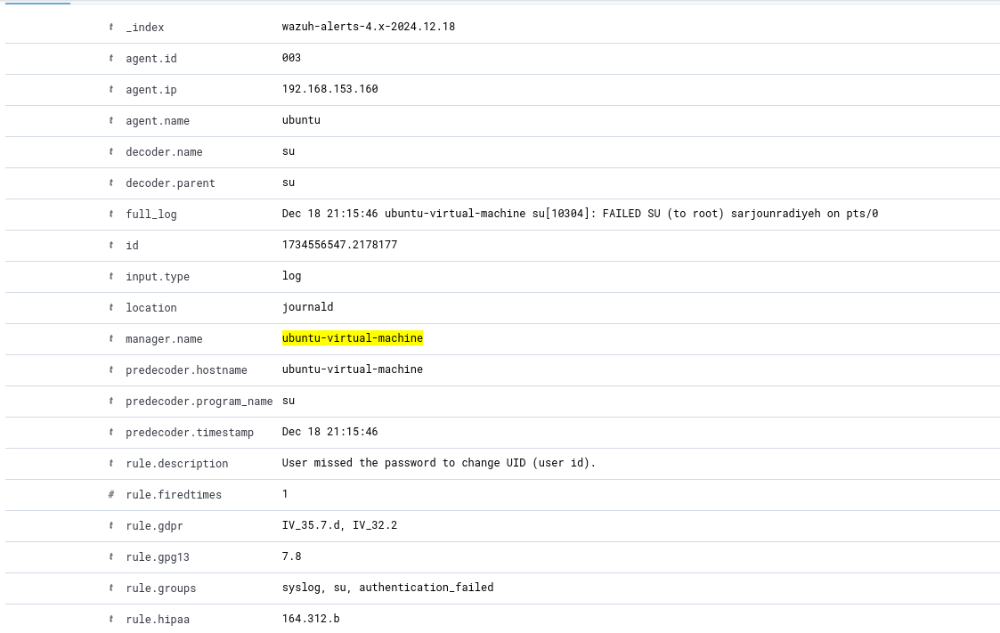 t _index wazuh-alerts-4.x-2024.12.18
t agent.id 003
t agent.ip 192.168.153.160
t agent.name ubuntu
t decoder.name su
t decoder.parent su
t full_log Dec 18 21:15:46 ubuntu-virtual-machine su[10304]: FAILED SU (to root) sarjounradiyeh on pts/0
t id 1734556547.2178177
t input.type log
t location journald
t manager.name ubuntu-virtual-machine
t predecoder.hostname ubuntu-virtual-machine
t predecoder.program_name su
t predecoder.timestamp Dec 18 21:15:46
t rule.description User missed the password to change UID (user id).
# rule.firedtimes 1
t rule.gdpr IV_35.7.d, IV_32.2
t rule.gpg13 7.8
t rule.groups syslog, su, authentication_failed
t rule.hipaa 164.312.b